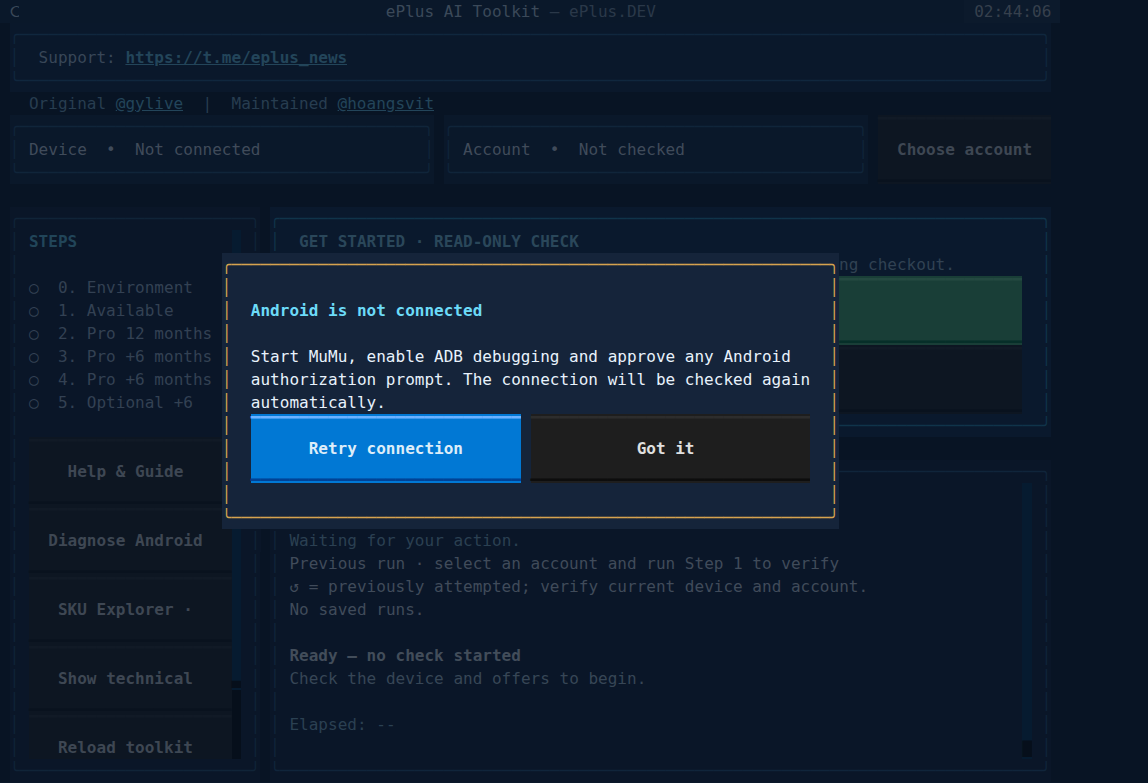 C ePlus AI Toolkit — ePlus.DEV 02:44:06
Support: https://t.me/eplus_news
Original @gylive | Maintained @hoangsvit
Device • Not connected
Account • Not checked
Choose account
STEPS
○ 0. Environment
○ 1. Available
○ 2. Pro 12 months
○ 3. Pro +6 months
○ 4. Pro +6 months
○ 5. Optional +6
Help & Guide
Diagnose Android
SKU Explorer ·
Show technical
Reload toolkit
GET STARTED · READ-ONLY CHECK
ng checkout.
Android is not connected
Start MuMu, enable ADB debugging and approve any Android
authorization prompt. The connection will be checked again
automatically.
Retry connection
Got it
Waiting for your action.
Previous run · select an account and run Step 1 to verify
↺ = previously attempted; verify current device and account.
No saved runs.
Ready — no check started
Check the device and offers to begin.
Elapsed: --